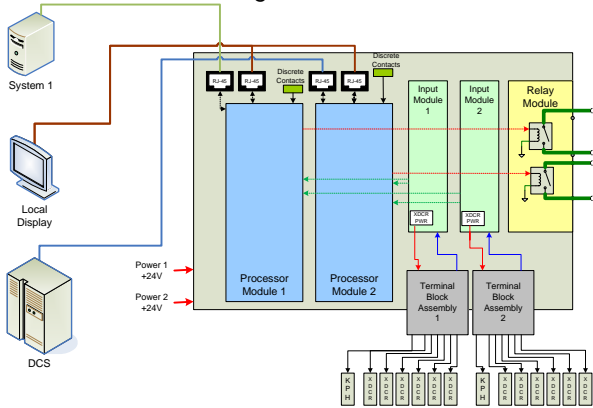 System 1
Local
Display
DCS
RJ-45
RJ-45
RJ-45
RJ-45
Discrete
Contacts
Discrete
Contacts
Input
Module
1
Input
Module
2
Relay
Module
XDCR
PWR
XDCR
PWR
Power 1
+24V
Power 2
+24V
Processor
Module 1
Processor
Module 2
Terminal
Block
Assembly
1
Terminal
Block
Assembly
2
KPH
XDCR
XDCR
XDCR
XDCR
XDCR
XDCR
KPH
XDCR
XDCR
XDCR
XDCR
XDCR
XDCR